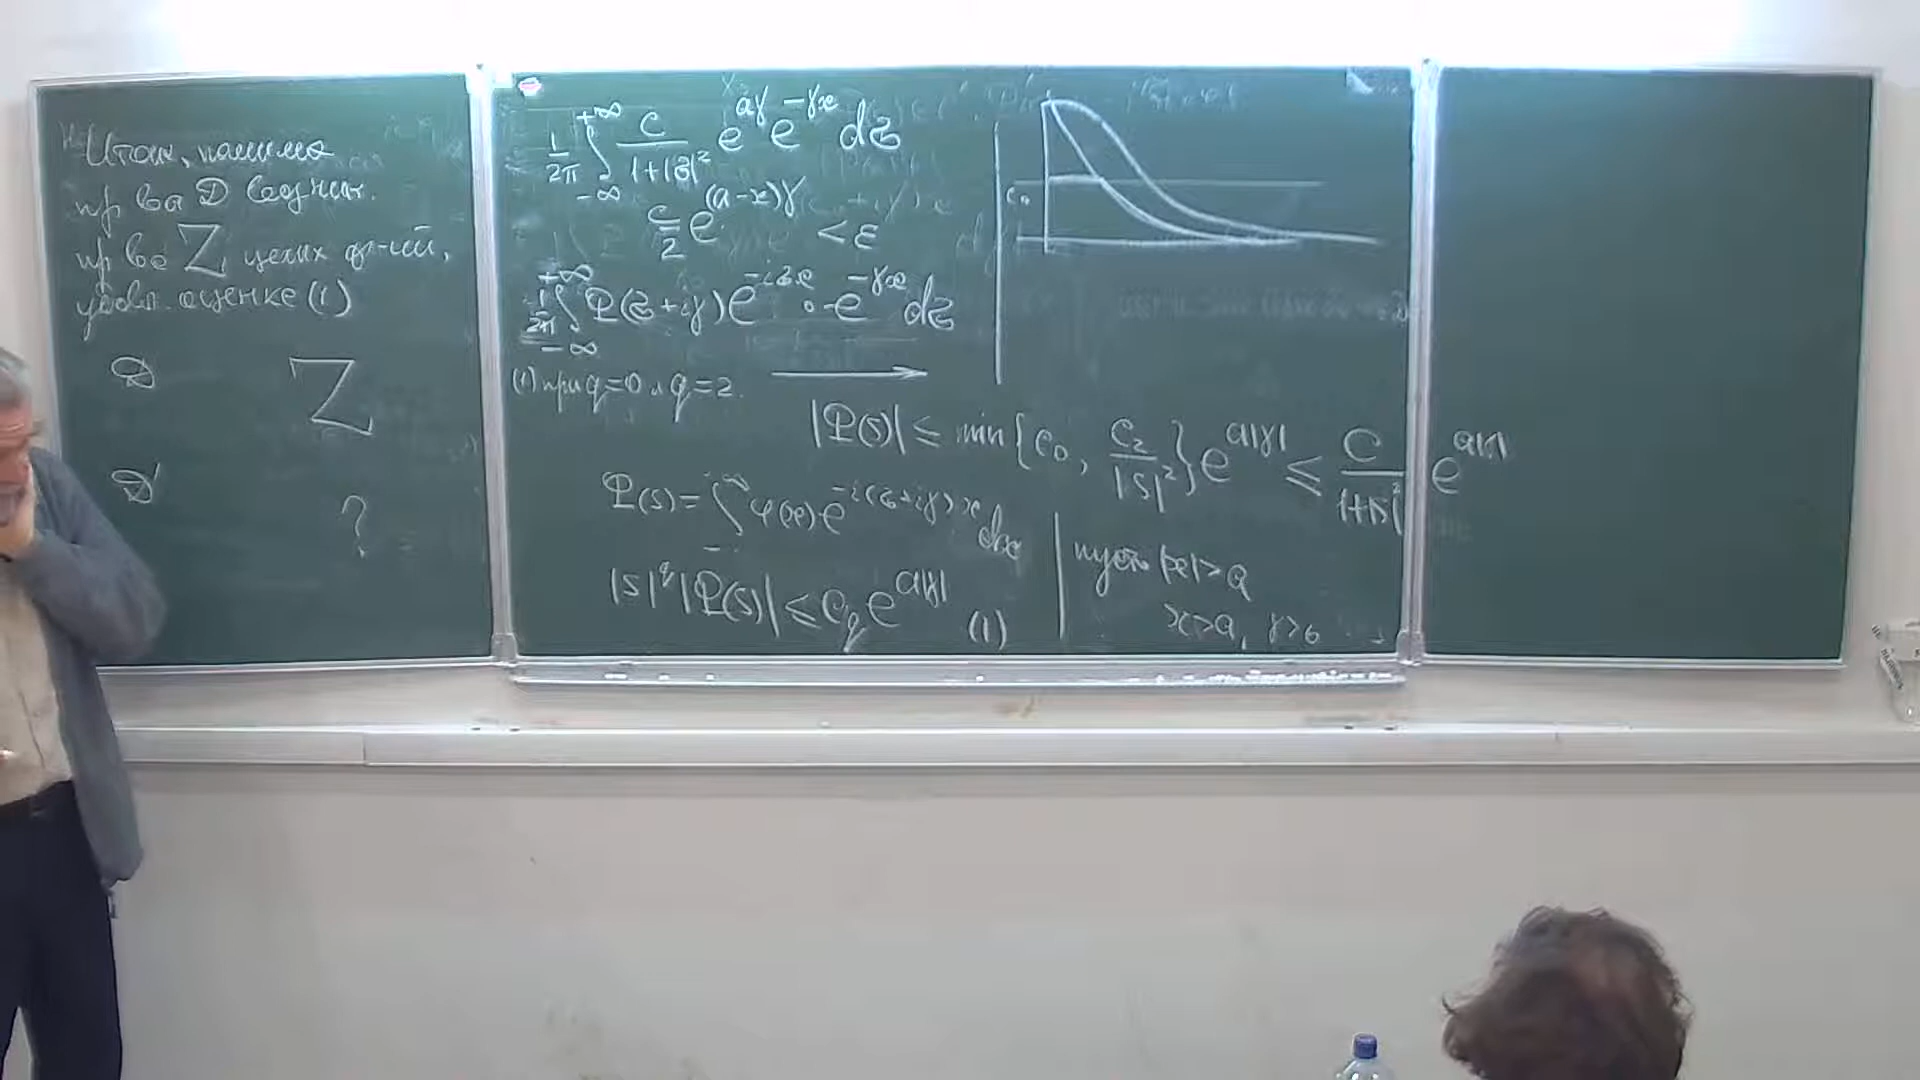 Итак,
пр-ва D
пр-ве Z целых ф-ций,
удовл. оценке (1)
D Z
D' ?
1/2π ∫_{-∞}^{+∞} C/(1+|σ|²) e^{aγ} e^{-γx} dσ
C/2 e^{(a-x)γ} < ε
1/2π ∫_{-∞}^{+∞} Φ(σ+iγ) e^{-iσx} · e^{-γx} dσ
(1) при q=0 и q=2.
C₀
|Φ(s)| ≤ min{C₀, C₂/|s|²} e^{a|γ|} ≤ C/(1+|s|²) e^{a|γ|}
Φ(s) = ∫ φ(x) e^{-i(σ+iγ)x} dx
|s|^q |Φ(s)| ≤ C_q e^{a|γ|} (1)
пусть |x|>a
x>a, γ>0